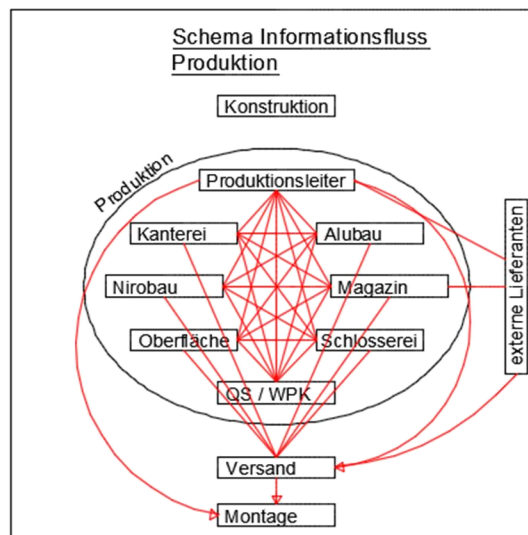 Schema Informationsfluss
Produktion
Konstruktion
Produktion
Produktionsleiter
Kanterei
Alubau
Nirobau
Magazin
Oberfläche
Schlosserei
QS / WPK
externe Lieferanten
Versand
Montage